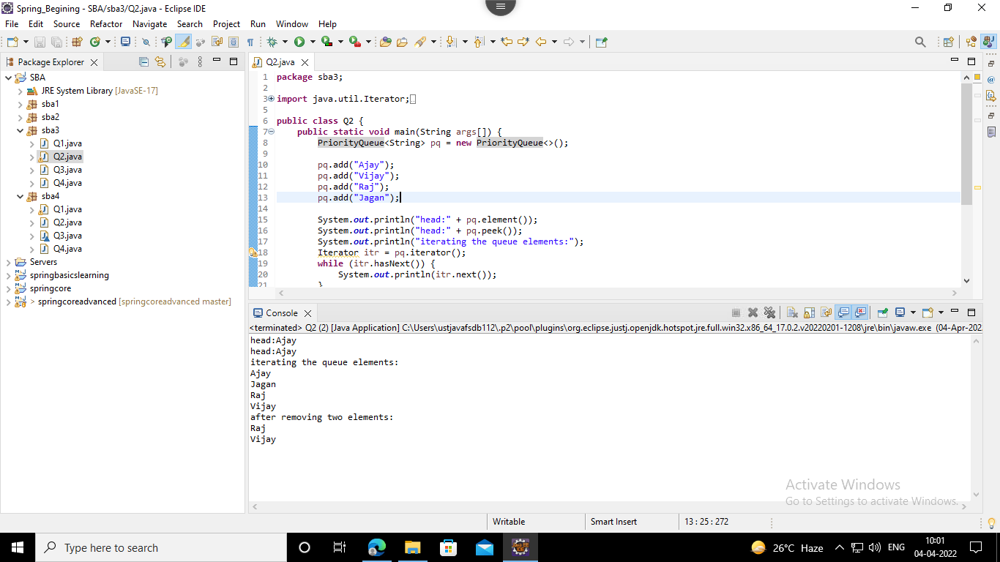 Spring_Begining - SBA/sba3/Q2.java - Eclipse IDE
File Edit Source Refactor Navigate Search Project Run Window Help
Package Explorer
SBA
JRE System Library [JavaSE-17]
sba1
sba2
sba3
Q1.java
Q2.java
Q3.java
Q4.java
sba4
Q1.java
Q2.java
Q3.java
Q4.java
Servers
springbasicslearning
springcore
> springcoreadvanced [springcoreadvanced master]
Q2.java
1 package sba3;
2
3 import java.util.Iterator;
5
6 public class Q2 {
7 public static void main(String args[]) {
8 PriorityQueue<String> pq = new PriorityQueue<>();
9
10 pq.add("Ajay");
11 pq.add("Vijay");
12 pq.add("Raj");
13 pq.add("Jagan");
14
15 System.out.println("head:" + pq.element());
16 System.out.println("head:" + pq.peek());
17 System.out.println("iterating the queue elements:");
18 Iterator itr = pq.iterator();
19 while (itr.hasNext()) {
20 System.out.println(itr.next());
21 }
Console
<terminated> Q2 (2) [Java Application] C:\Users\ustjavafsdb112\.p2\pool\plugins\org.eclipse.justj.openjdk.hotspot.jre.full.win32.x86_64_17.0.2.v20220201-1208\jre\bin\javaw.exe (04-Apr-202
head:Ajay
head:Ajay
iterating the queue elements:
Ajay
Jagan
Raj
Vijay
after removing two elements:
Raj
Vijay
Activate Windows
Go to Settings to activate Windows.
Writable Smart Insert 13 : 25 : 272
Type here to search
26°C Haze
ENG
10:01
04-04-2022